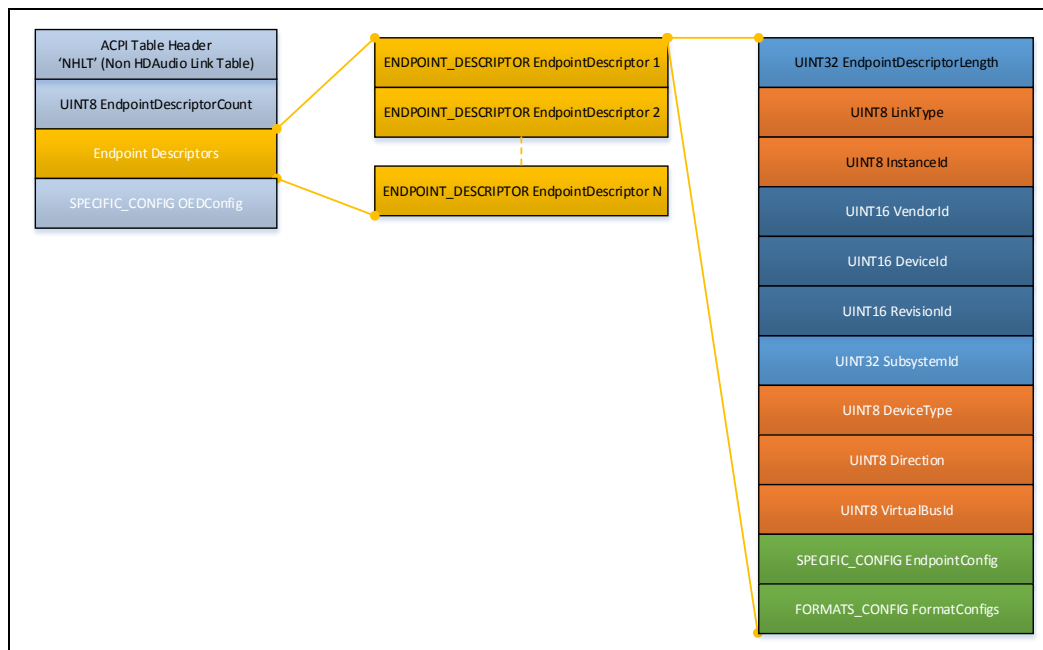 ACPI Table Header
‘NHLT’ (Non HDAudio Link Table)
UINT8 EndpointDescriptorCount
Endpoint Descriptors
SPECIFIC_CONFIG OEDConfig
ENDPOINT_DESCRIPTOR EndpointDescriptor 1
ENDPOINT_DESCRIPTOR EndpointDescriptor 2
ENDPOINT_DESCRIPTOR EndpointDescriptor N
UINT32 EndpointDescriptorLength
UINT8 LinkType
UINT8 InstanceId
UINT16 VendorId
UINT16 DeviceId
UINT16 RevisionId
UINT32 SubsystemId
UINT8 DeviceType
UINT8 Direction
UINT8 VirtualBusId
SPECIFIC_CONFIG EndpointConfig
FORMATS_CONFIG FormatConfigs